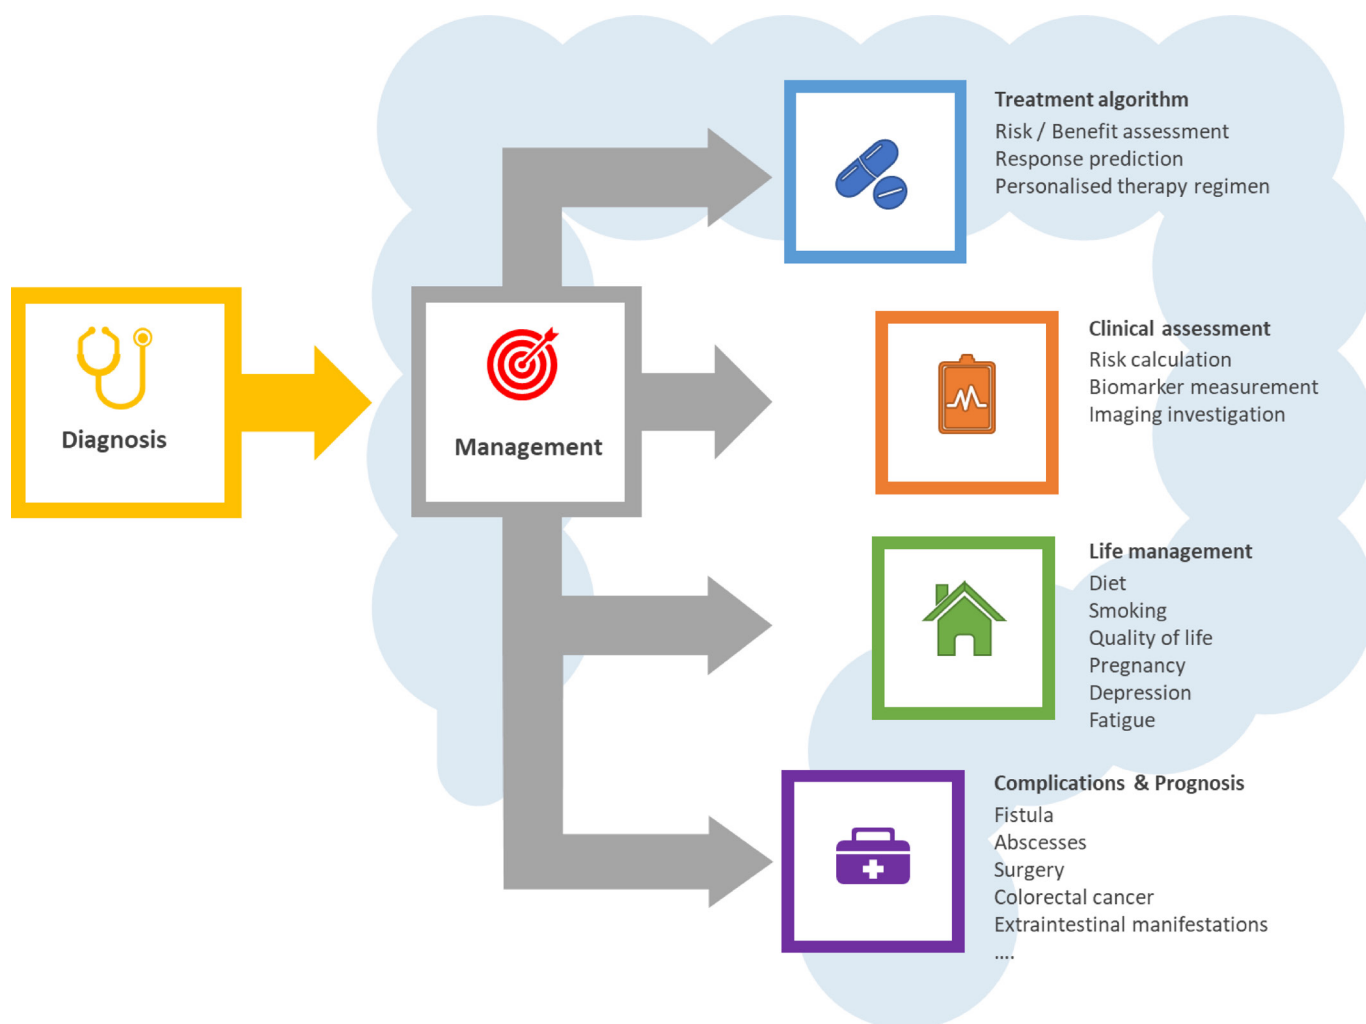 Diagnosis
Management
Treatment algorithm
Risk / Benefit assessment
Response prediction
Personalised therapy regimen
Clinical assessment
Risk calculation
Biomarker measurement
Imaging investigation
Life management
Diet
Smoking
Quality of life
Pregnancy
Depression
Fatigue
Complications & Prognosis
Fistula
Abscesses
Surgery
Colorectal cancer
Extraintestinal manifestations
....